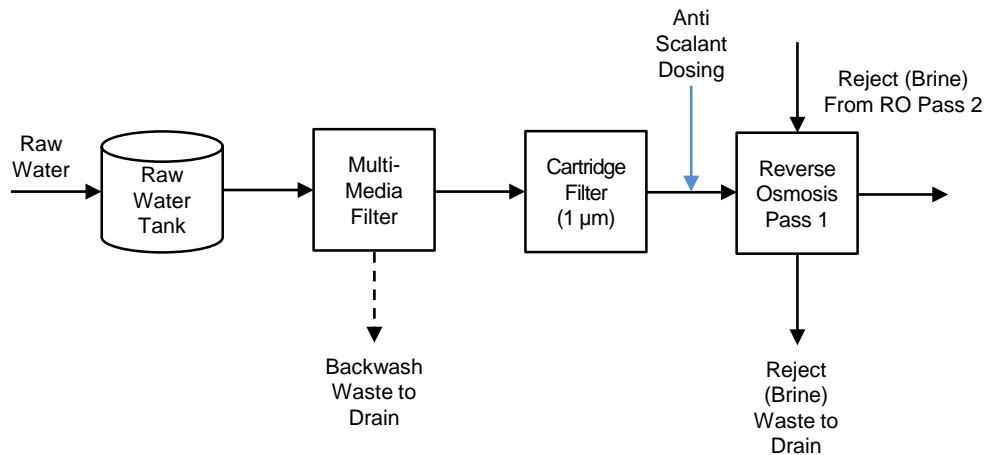 Anti
Scalant
Dosing
Reject (Brine)
From RO Pass 2
Raw
Water
Raw
Water
Tank
Multi-
Media
Filter
Cartridge
Filter
(1 µm)
Reverse
Osmosis
Pass 1
Backwash
Waste to
Drain
Reject
(Brine)
Waste to
Drain